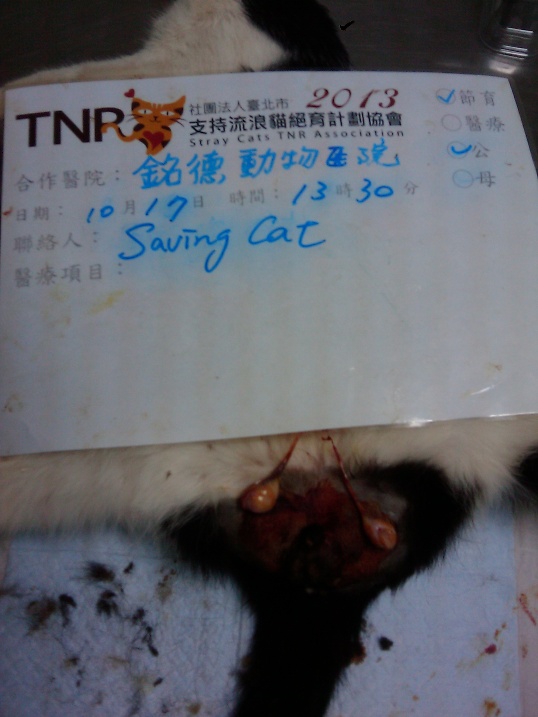 TNR 社團法人臺北市 2013
支持流浪貓絕育計劃協會
Stray Cats TNR Association
節育
醫療
公
母
合作醫院：銘德動物医院
日期：10月17日 時間：13時30分
聯絡人：Saving Cat
醫療項目：